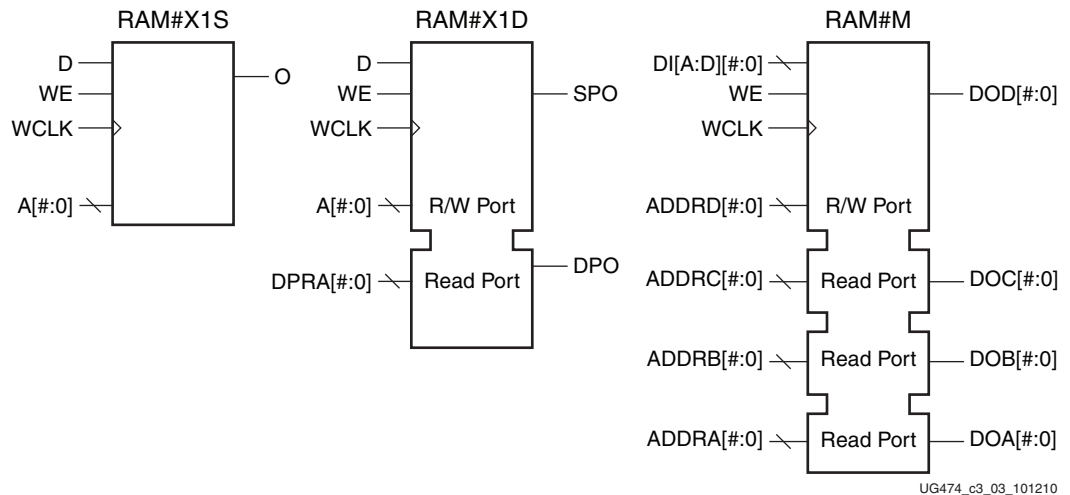 RAM#X1S
D
WE
WCLK
A[#:0]
O
RAM#X1D
D
WE
WCLK
A[#:0]
R/W Port
SPO
DPRA[#:0]
Read Port
DPO
RAM#M
DI[A:D][#:0]
WE
WCLK
DOD[#:0]
ADDRD[#:0]
R/W Port
ADDRC[#:0]
Read Port
DOC[#:0]
ADDRB[#:0]
Read Port
DOB[#:0]
ADDRA[#:0]
Read Port
DOA[#:0]
UG474_c3_03_101210